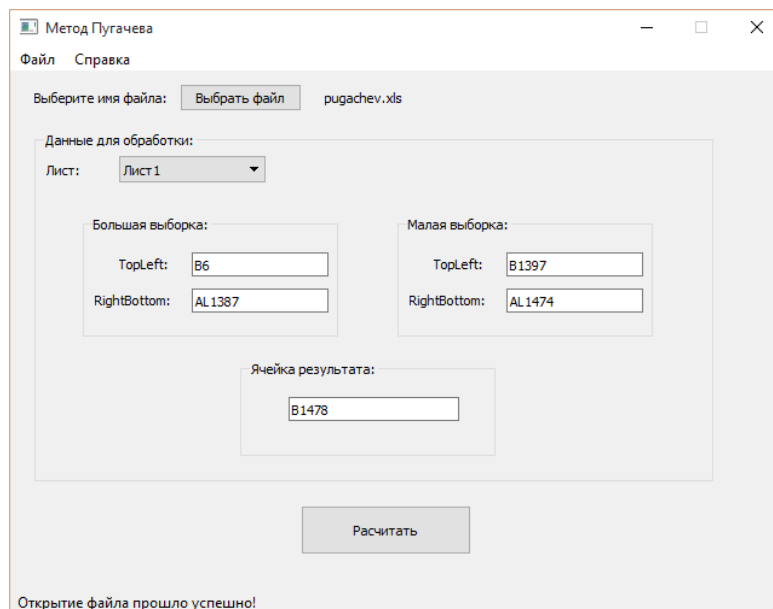 Метод Пугачева
Файл Справка
Выберите имя файла: Выбрать файл pugachev.xls
Данные для обработки:
Лист: Лист1
Большая выборка: Малая выборка:
TopLeft: B6 TopLeft: B1397
RightBottom: AL1387 RightBottom: AL1474
Ячейка результата:
B1478
Расчитать
Открытие файла прошло успешно!